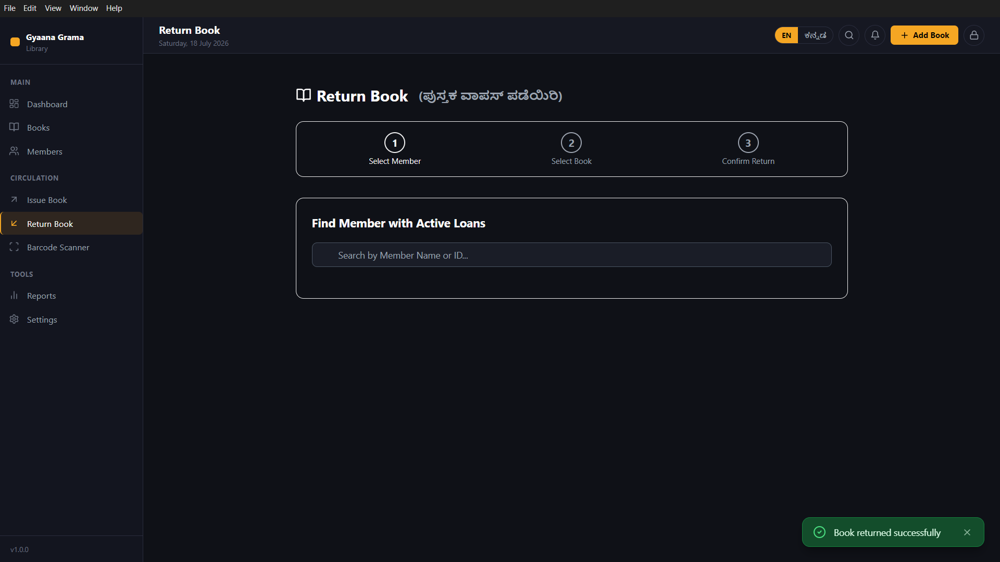 File Edit View Window Help
Gyaana Grama
Library
MAIN
Dashboard
Books
Members
CIRCULATION
Issue Book
Return Book
Barcode Scanner
TOOLS
Reports
Settings
v1.0.0
Return Book
Saturday, 18 July 2026
EN ಕನ್ನಡ
Add Book
Return Book (ಪುಸ್ತಕ ವಾಪಸ್ ಪಡೆಯಿರಿ)
1 2 3
Select Member Select Book Confirm Return
Find Member with Active Loans
Search by Member Name or ID...
Book returned successfully